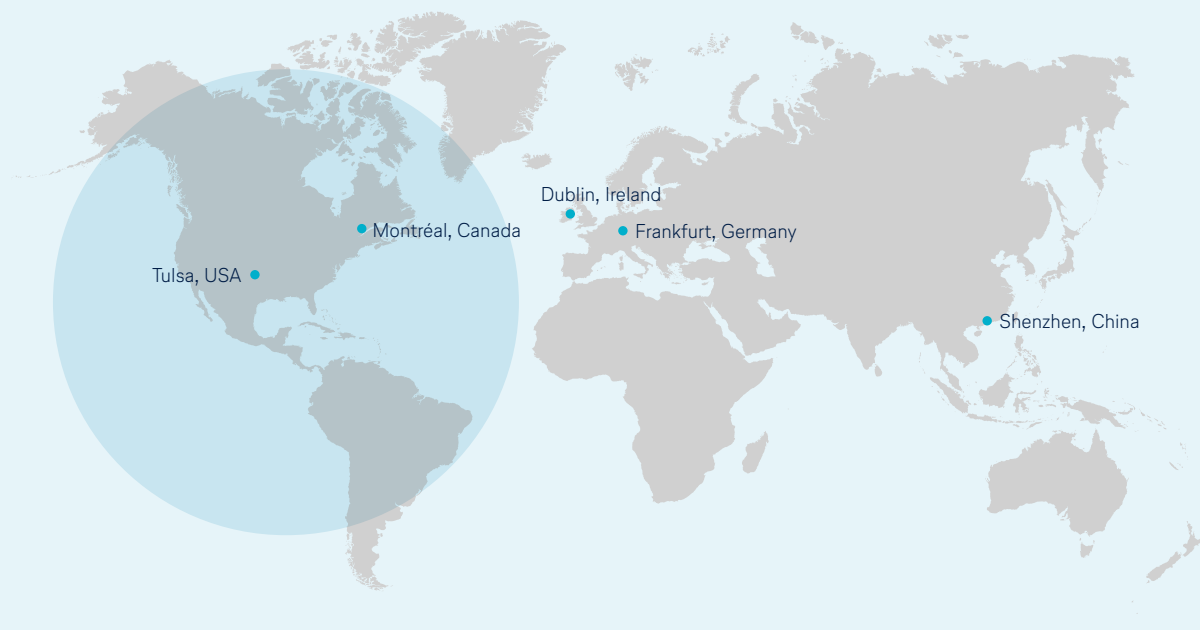 Dublin, Ireland
Montréal, Canada
Frankfurt, Germany
Tulsa, USA
Shenzhen, China